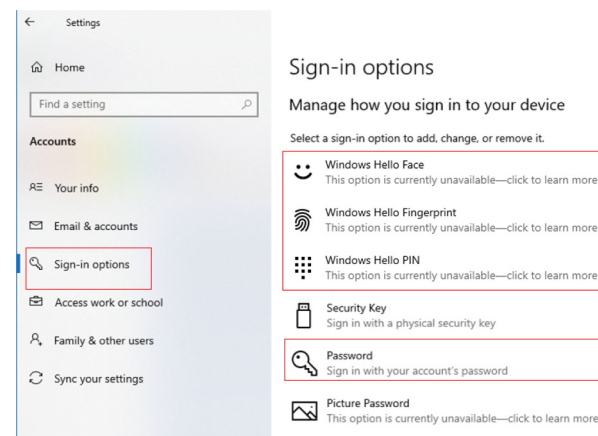 Settings
Home
Find a setting
Accounts
Your info
Email & accounts
Sign-in options
Access work or school
Family & other users
Sync your settings
Sign-in options
Manage how you sign in to your device
Select a sign-in option to add, change, or remove it.
Windows Hello Face
This option is currently unavailable—click to learn more
Windows Hello Fingerprint
This option is currently unavailable—click to learn more
Windows Hello PIN
This option is currently unavailable—click to learn more
Security Key
Sign in with a physical security key
Password
Sign in with your account's password
Picture Password
This option is currently unavailable—click to learn more